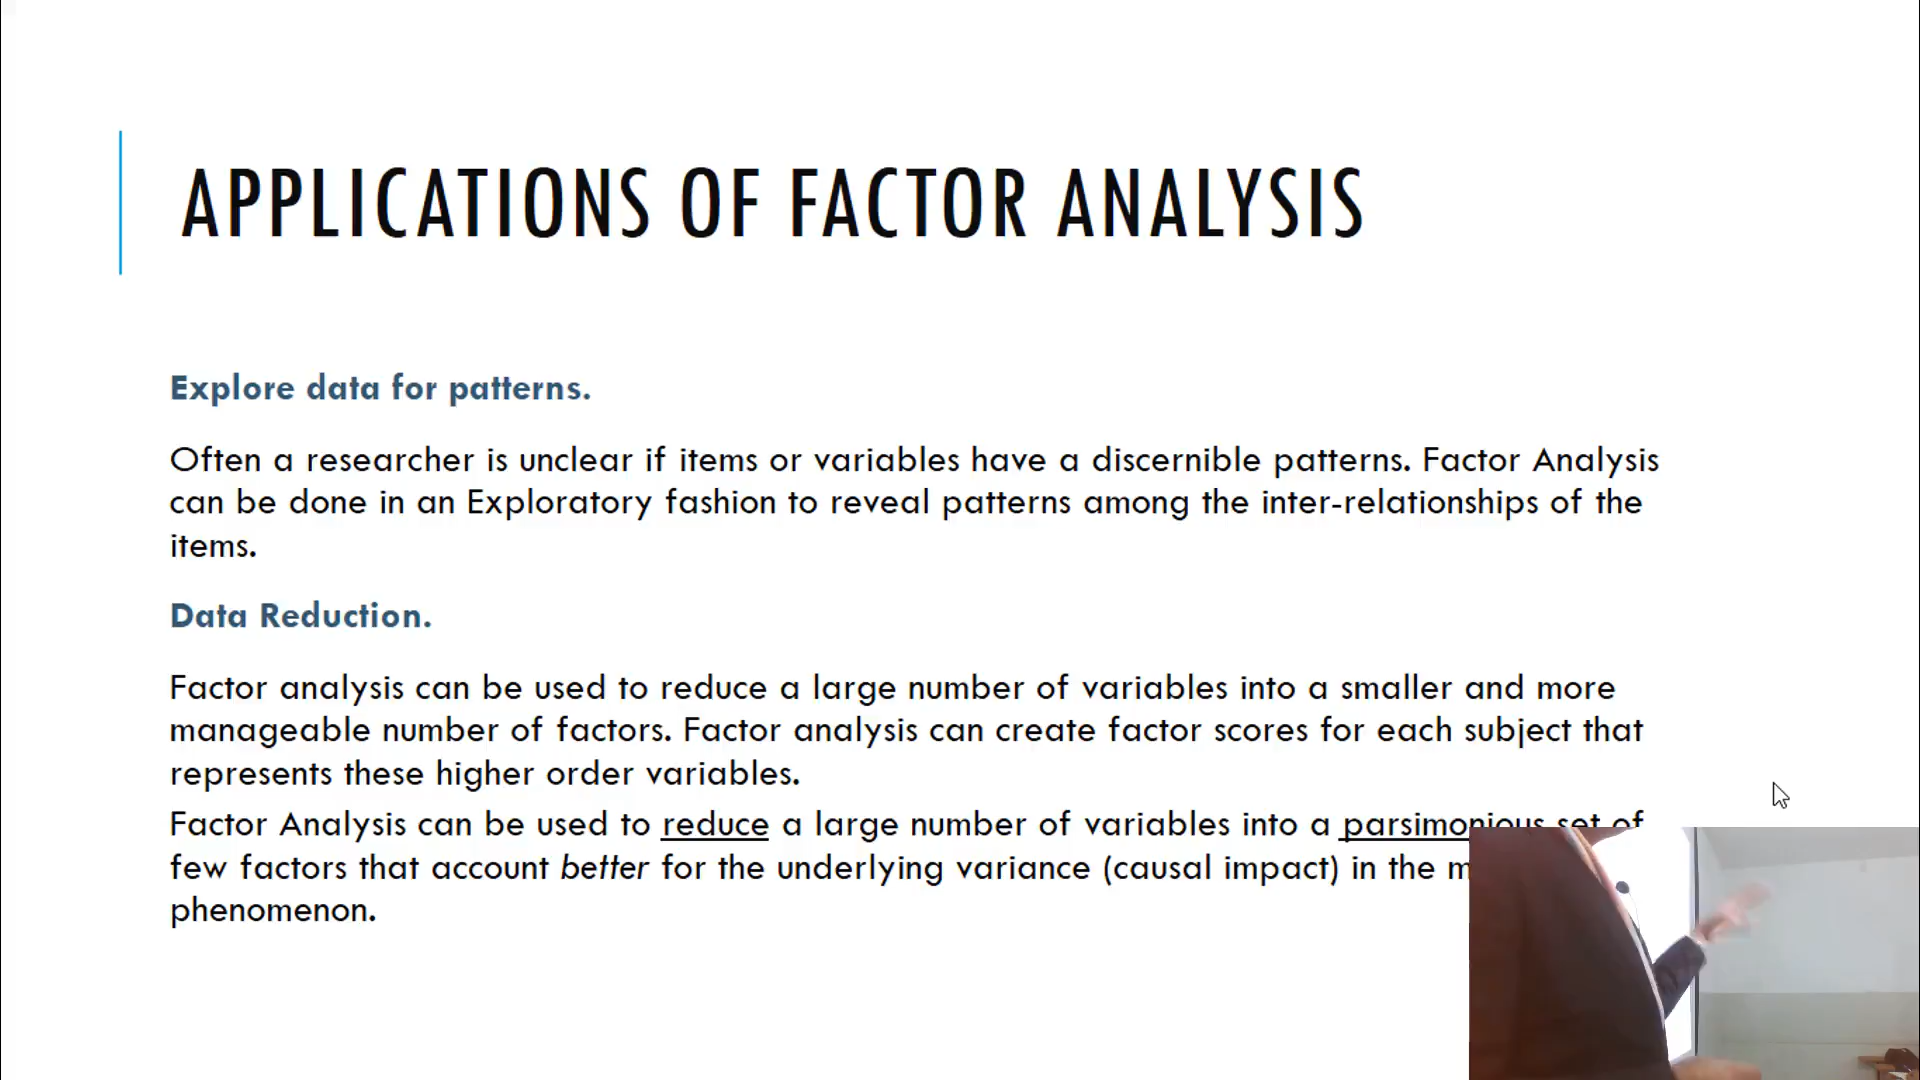 APPLICATIONS OF FACTOR ANALYSIS
Explore data for patterns.
Often a researcher is unclear if items or variables have a discernible patterns. Factor Analysis
can be done in an Exploratory fashion to reveal patterns among the inter-relationships of the
items.
Data Reduction.
Factor analysis can be used to reduce a large number of variables into a smaller and more
manageable number of factors. Factor analysis can create factor scores for each subject that
represents these higher order variables.
Factor Analysis can be used to reduce a large number of variables into a parsimonious set of
few factors that account better for the underlying variance (causal impact) in the
phenomenon.